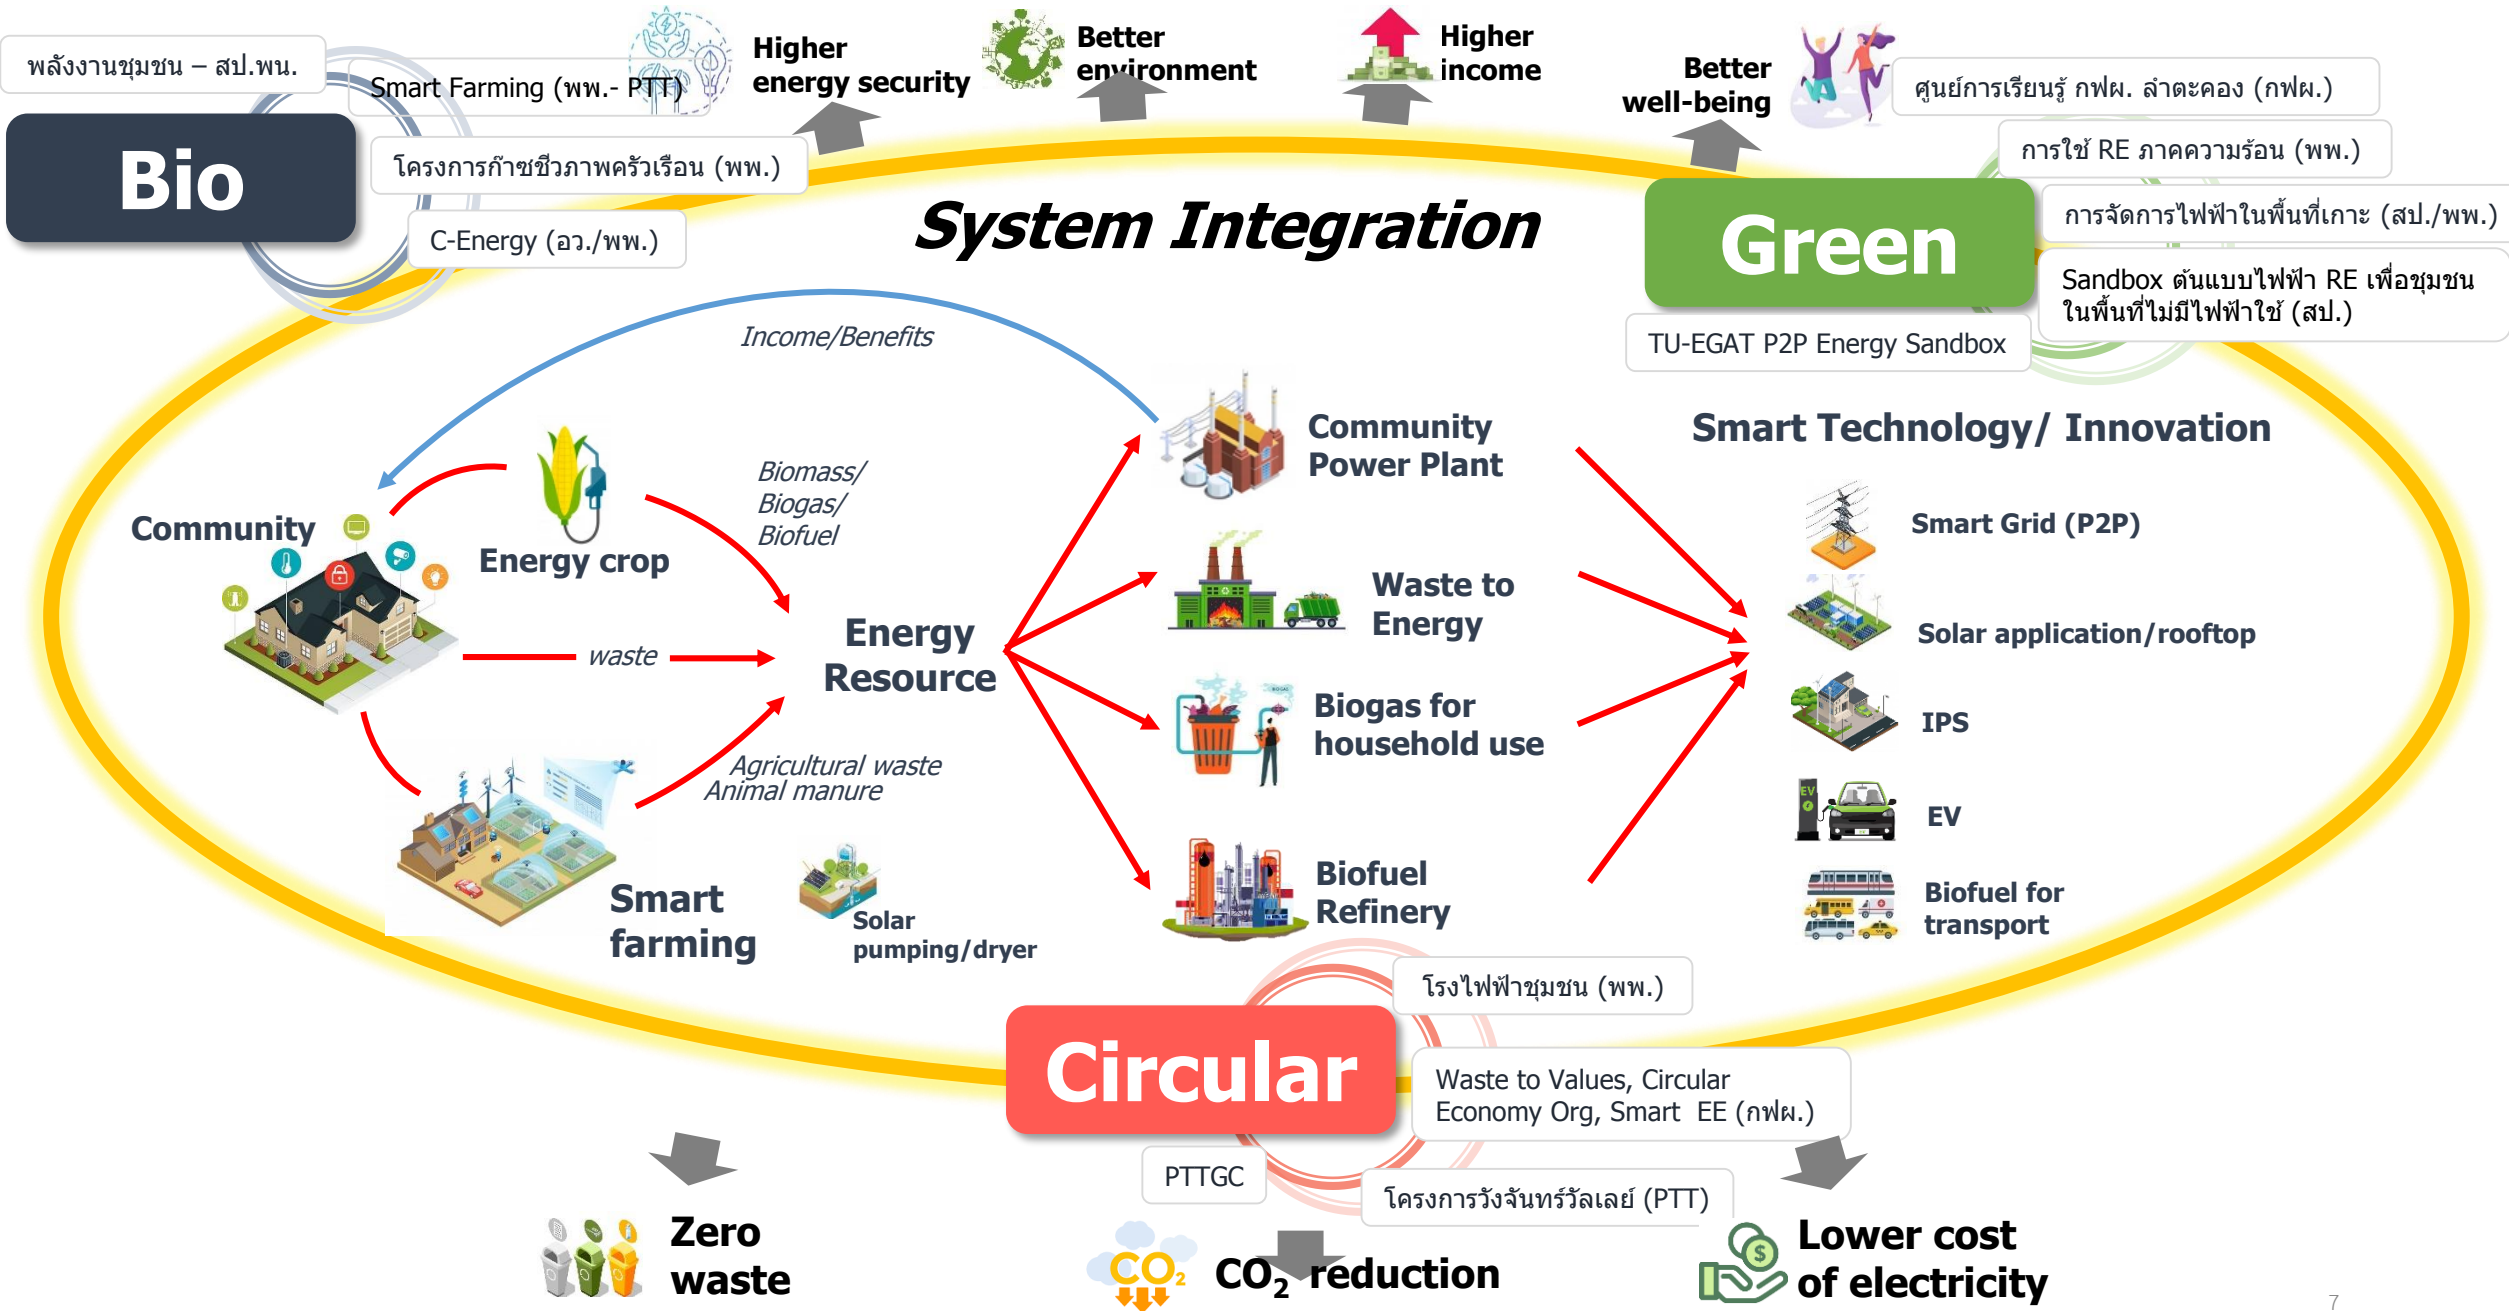 พลังงานชุมชน – สป.พน.
Smart Farming (พพ.- PTT)
Bio
โครงการก๊าซชีวภาพครัวเรือน (พพ.)
C-Energy (อว./พพ.)
Higher
energy security
Better
environment
Higher
income
Better
well-being
ศูนย์การเรียนรู้ กฟผ. ลำตะคอง (กฟผ.)
การใช้ RE ภาคความร้อน (พพ.)
การจัดการไฟฟ้าในพื้นที่เกาะ (สป./พพ.)
Green
Sandbox ต้นแบบไฟฟ้า RE เพื่อชุมชน
ในพื้นที่ไม่มีไฟฟ้าใช้ (สป.)
TU-EGAT P2P Energy Sandbox
System Integration
Income/Benefits
Community
Energy crop
Biomass/
Biogas/
Biofuel
waste
Energy
Resource
Agricultural waste
Animal manure
Smart
farming
Solar
pumping/dryer
Community
Power Plant
Waste to
Energy
BIOGAS
Biogas for
household use
Biofuel
Refinery
Smart Technology/ Innovation
Smart Grid (P2P)
Solar application/rooftop
IPS
EV
EV
Biofuel for
transport
Circular
โรงไฟฟ้าชุมชน (พพ.)
Waste to Values, Circular
Economy Org, Smart  EE (กฟผ.)
PTTGC
โครงการวังจันทร์วัลเลย์ (PTT)
Zero
waste
CO2
CO2 reduction
$
Lower cost
of electricity
7